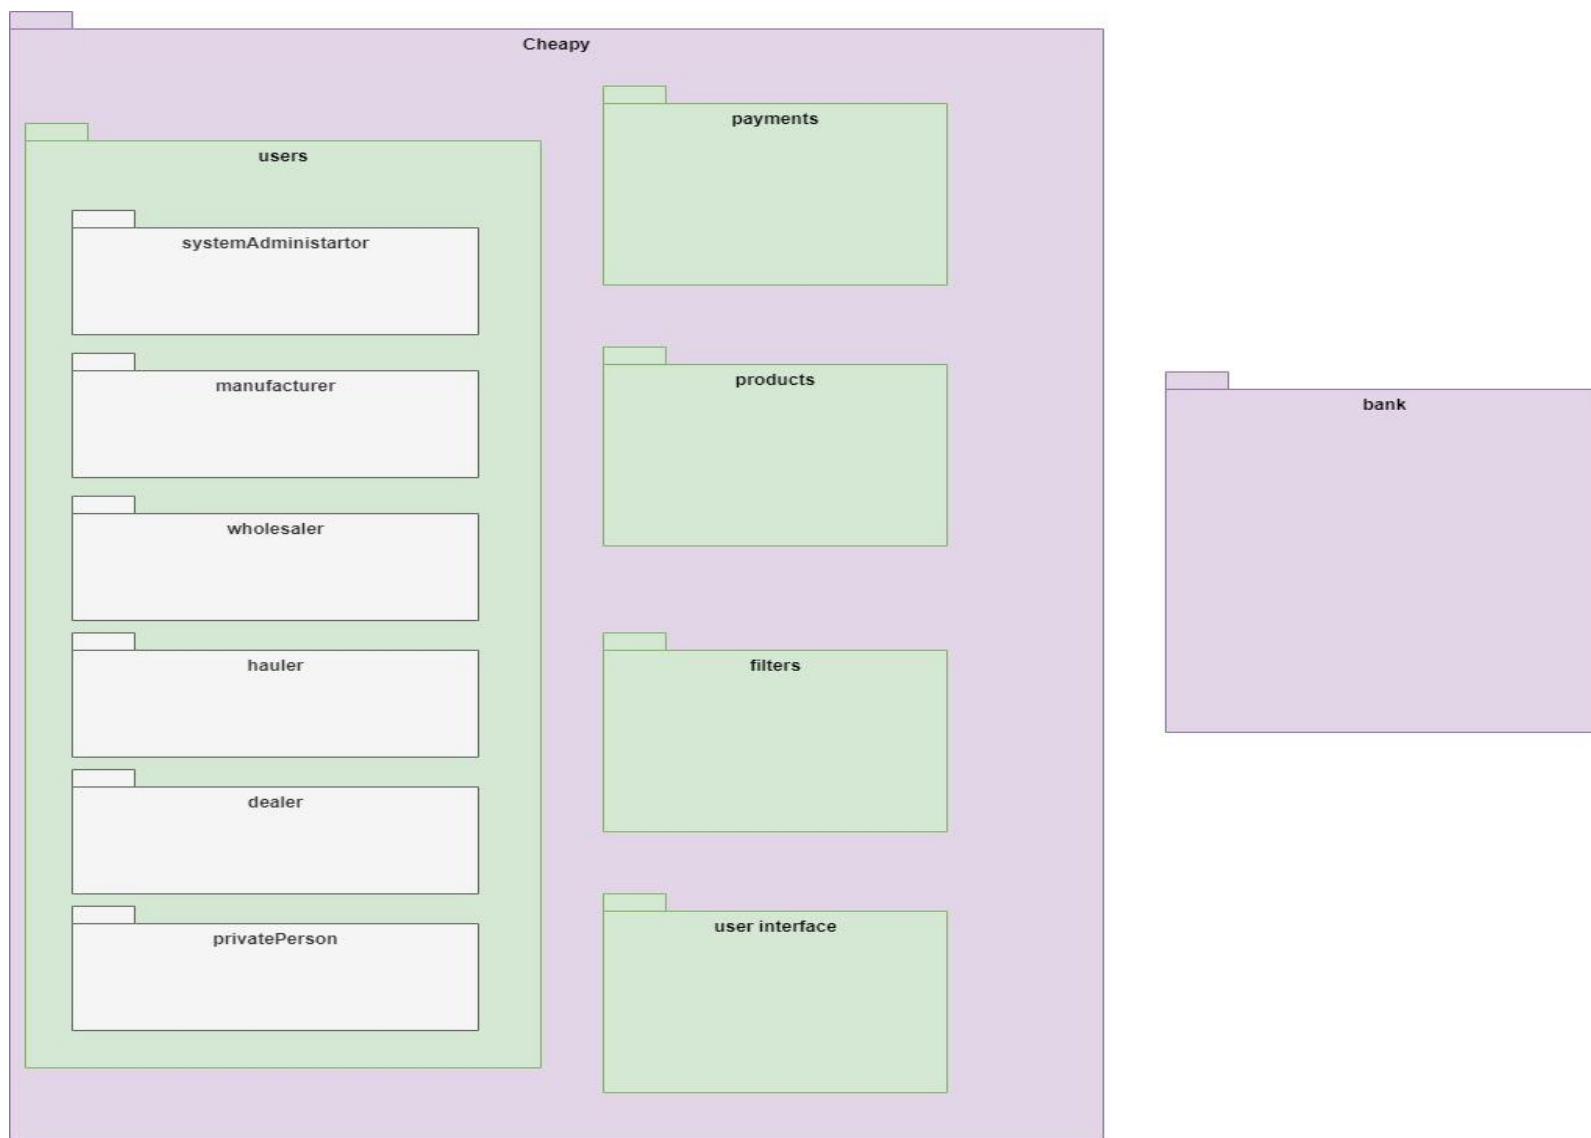 Cheapy
users
systemAdministartor
manufacturer
wholesaler
hauler
dealer
privatePerson
payments
products
filters
user interface
bank